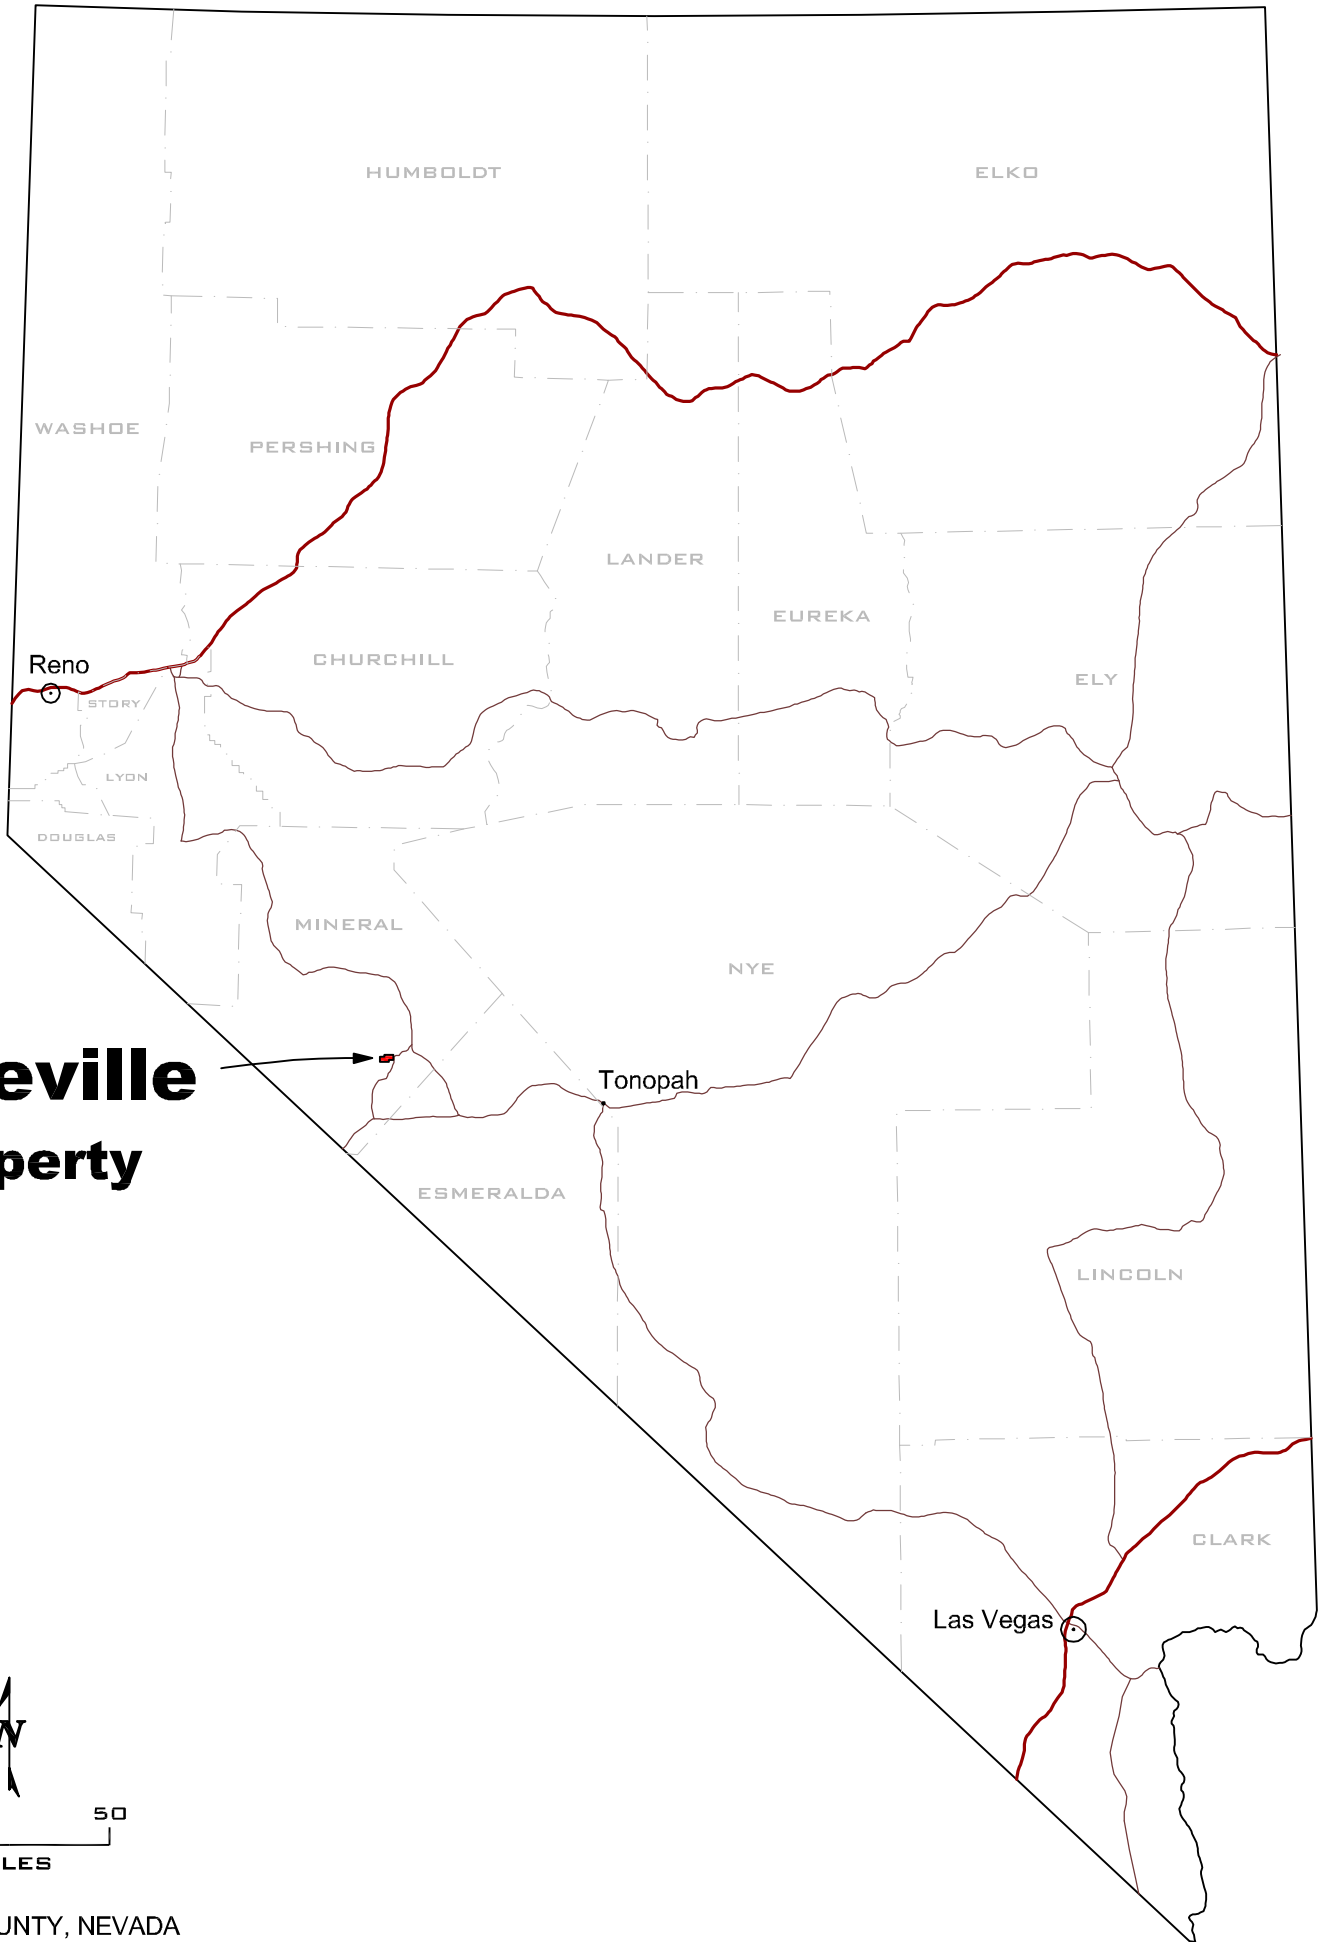 HUMBOLDT
ELKO
WASHOE
PERSHING
LANDER
EUREKA
CHURCHILL
Reno
ELY
STORY
LYON
DOUGLAS
MINERAL
NYE
eville
Tonopah
perty
ESMERALDA
LINCOLN
CLARK
Las Vegas
N
50
LES
UNTY, NEVADA